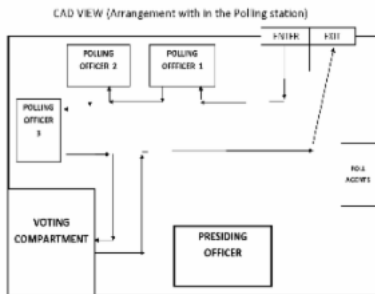 CAD VIEW (Arrangement with in the Polling station)
ENTER EXIT
POLLING
OFFICER 2
POLLING
OFFFICER 1
POLLING
OFFICER
3
POLL
AGENTS
VOTING
COMPARTMENT
PRESIDING
OFFICER